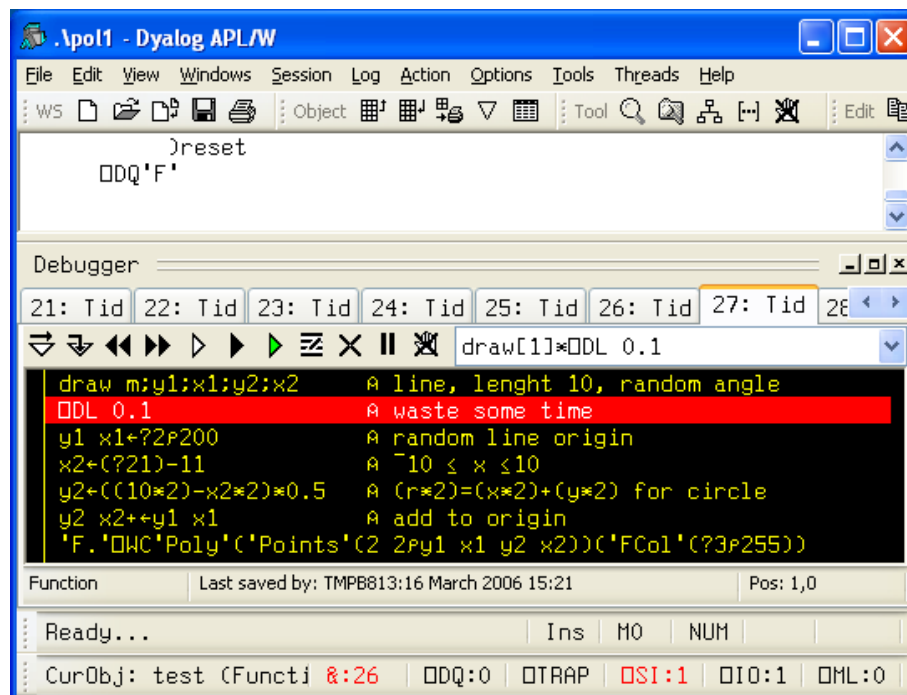 .\pol1 - Dyalog APL/W
File Edit View Windows Session Log Action Options Tools Threads Help
WS Object Tool Edit
)reset
⎕DQ'F'
Debugger
21: Tid 22: Tid 23: Tid 24: Tid 25: Tid 26: Tid 27: Tid 28
draw[1]*⎕DL 0.1
draw m;y1;x1;y2;x2 ⍝ line, lenght 10, random angle
⎕DL 0.1 ⍝ waste some time
y1 x1←?2⍴200 ⍝ random line origin
x2←(?21)-11 ⍝ ¯10 ≤ x ≤10
y2←((10*2)-x2*2)*0.5 ⍝ (r*2)=(x*2)+(y*2) for circle
y2 x2+←y1 x1 ⍝ add to origin
'F.'⎕WC'Poly'('Points'(2 2⍴y1 x1 y2 x2))('FCol'(?3⍴255))
Function Last saved by: TMPB813:16 March 2006 15:21 Pos: 1,0
Ready... Ins MO NUM
CurObj: test (Functi &:26 ⎕DQ:0 ⎕TRAP ⎕SI:1 ⎕IO:1 ⎕ML:0